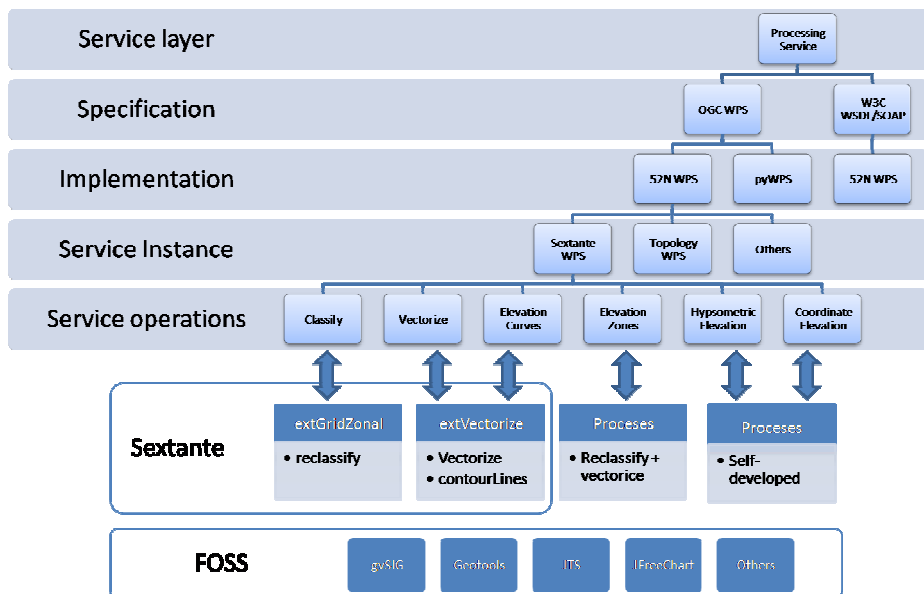 Service layer
Processing
Service
Specification
OGC WPS
W3C
WSDL/SOAP
Implementation
52N WPS
pyWPS
52N WPS
Service Instance
Sextante
WPS
Topology
WPS
Others
Service operations
Classify
Vectorize
Elevation
Curves
Elevation
Zones
Hypsometric
Elevation
Coordinate
Elevation
Sextante
extGridZonal
• reclassify
extVectorize
• Vectorize
• contourLines
Proceses
• Reclassify +
vectorice
Proceses
• Self-
developed
FOSS
gvSIG
Geotools
JTS
JFreeChart
Others